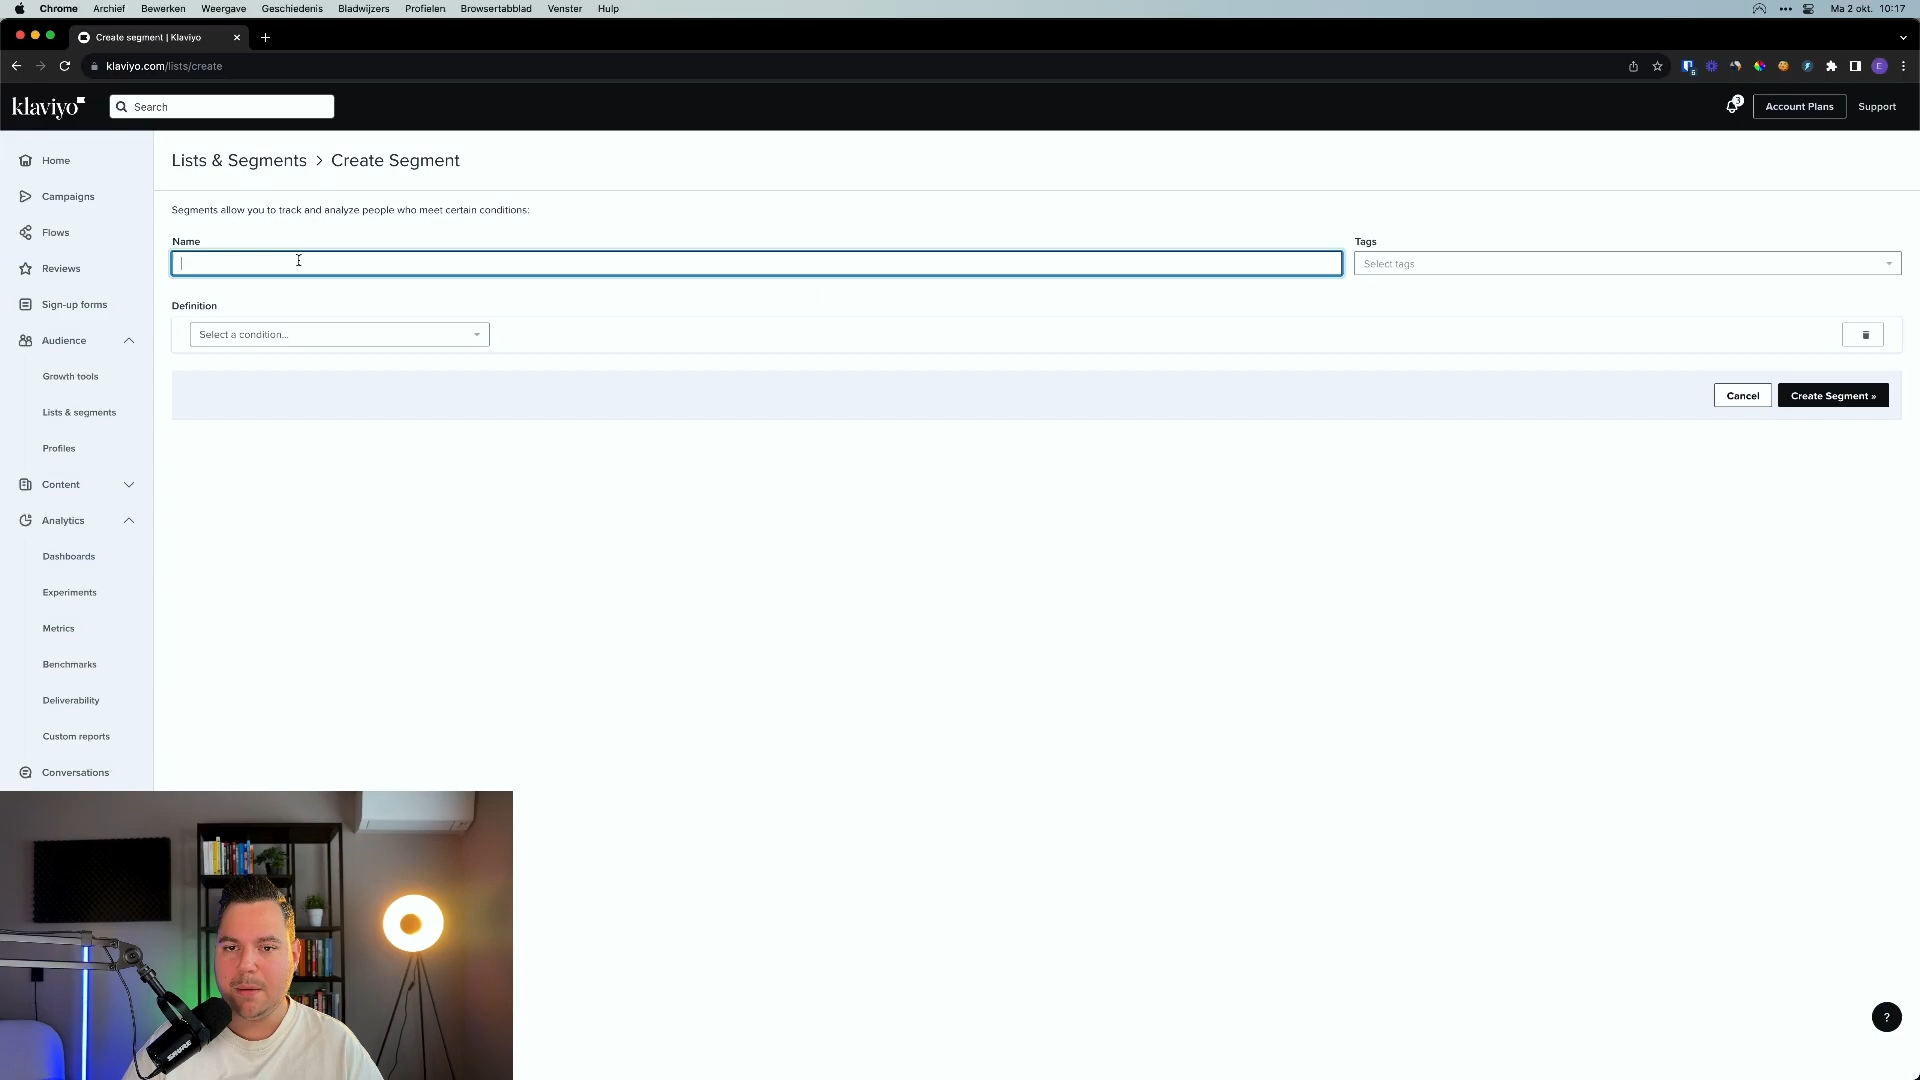 Chrome Archief Bewerken Geschiedenis Weergave Bladwijzers Profielen Browsertabblad Venster Hulp
Ma 2 okt. 10:17
Create segment | Klaviyo
klaviyo.com/lists/create
6
E
klaviyo
Search
3
Account Plans
Support
Home
Campaigns
Flows
Reviews
Sign-up forms
Audience
Growth tools
Lists & segments
Profiles
Content
Analytics
Dashboards
Experiments
Metrics
Benchmarks
Deliverability
Custom reports
Conversations
Lists & Segments > Create Segment
Segments allow you to track and analyze people who meet certain conditions:
Name
Tags
Select tags
Definition
Select a condition...
Cancel
Create Segment »
?
SHURE